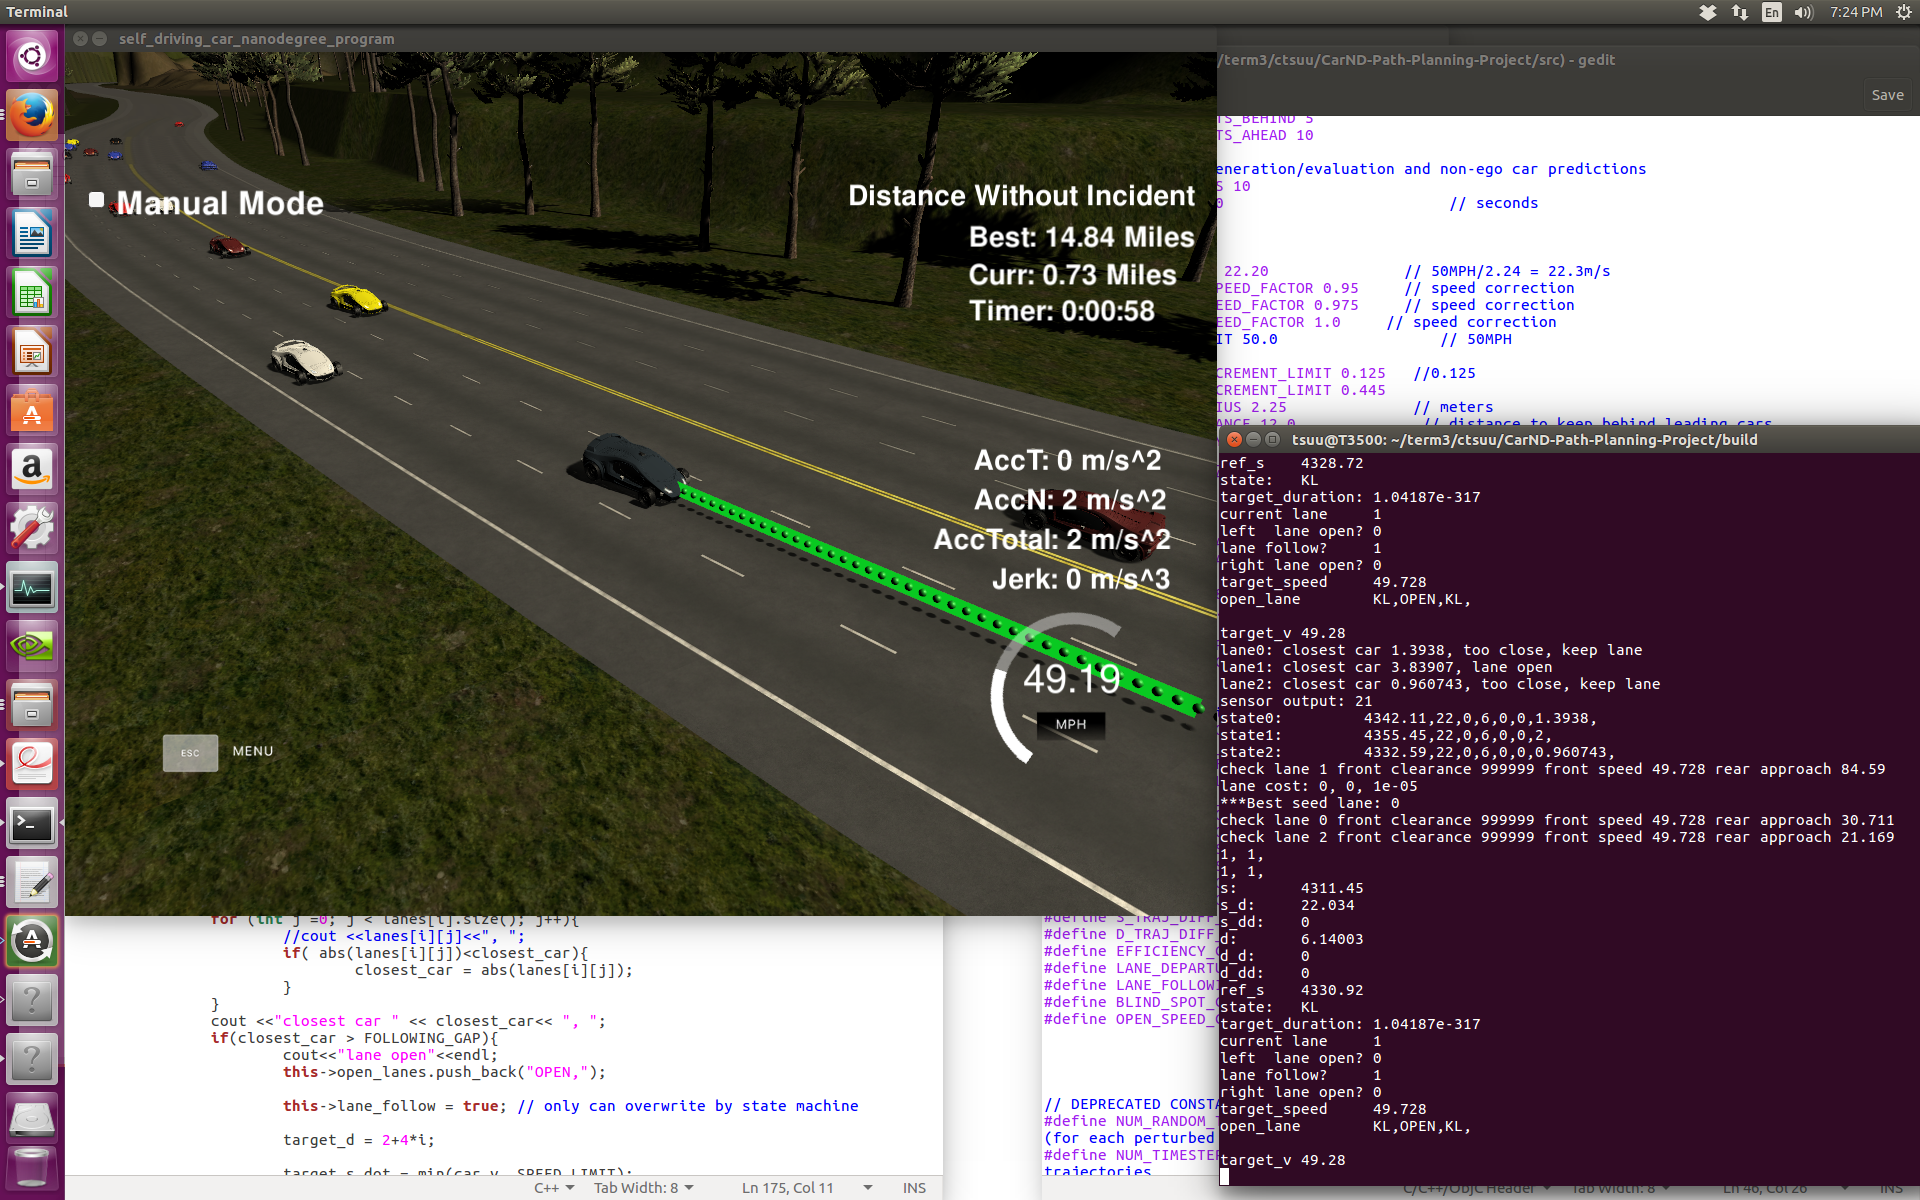 Terminal
En
7:24 PM
self_driving_car_nanodegree_program
Manual Mode
Distance Without Incident
Best: 14.84 Miles
Curr: 0.73 Miles
Timer: 0:00:58
AccT: 0 m/s^2
AccN: 2 m/s^2
AccTotal: 2 m/s^2
Jerk: 0 m/s^3
49.19
MPH
ESC
MENU
/term3/ctsuu/CarND-Path-Planning-Project/src) - gedit
Save
TS_BEHIND 5
TS_AHEAD 10
eneration/evaluation and non-ego car predictions
S 10
0 // seconds
22.20 // 50MPH/2.24 = 22.3m/s
PEED_FACTOR 0.95 // speed correction
EED_FACTOR 0.975 // speed correction
EED_FACTOR 1.0 // speed correction
IT 50.0 // 50MPH
CREMENT_LIMIT 0.125 //0.125
CREMENT_LIMIT 0.445
IUS 2.25 // meters
ANCE 12.0 // distance to keep behind leading cars
tsuu@T3500: ~/term3/ctsuu/CarND-Path-Planning-Project/build
ref_s 4328.72
state: KL
target_duration: 1.04187e-317
current lane 1
left lane open? 0
lane follow? 1
right lane open? 0
target_speed 49.728
open_lane KL,OPEN,KL,
target_v 49.28
lane0: closest car 1.3938, too close, keep lane
lane1: closest car 3.83907, lane open
lane2: closest car 0.960743, too close, keep lane
sensor output: 21
state0: 4342.11,22,0,6,0,0,1.3938,
state1: 4355.45,22,0,6,0,0,2,
state2: 4332.59,22,0,6,0,0,0.960743,
check lane 1 front clearance 999999 front speed 49.728 rear approach 84.59
lane cost: 0, 0, 1e-05
***Best seed lane: 0
check lane 0 front clearance 999999 front speed 49.728 rear approach 30.711
check lane 2 front clearance 999999 front speed 49.728 rear approach 21.169
1, 1,
1, 1,
s: 4311.45
s_d: 22.034
s_dd: 0
d: 6.14003
d_d: 0
d_dd: 0
ref_s 4330.92
state: KL
target_duration: 1.04187e-317
current lane 1
left lane open? 0
lane follow? 1
right lane open? 0
target_speed 49.728
open_lane KL,OPEN,KL,
target_v 49.28
for (int j =0; j < lanes[i].size(); j++){
//cout <<lanes[i][j]<<", ";
if( abs(lanes[i][j])<closest_car){
closest_car = abs(lanes[i][j]);
}
}
cout <<"closest car " << closest_car<< ", ";
if(closest_car > FOLLOWING_GAP){
cout<<"lane open"<<endl;
this->open_lanes.push_back("OPEN,");
this->lane_follow = true; // only can overwrite by state machine
target_d = 2+4*i;
target_s_dot = min(car_v, SPEED_LIMIT);
C++ Tab Width: 8 Ln 175, Col 11 INS
#define S_TRAJ_DIFF_
#define D_TRAJ_DIFF_
#define EFFICIENCY_
#define LANE_DEPARTU
#define LANE_FOLLOWI
#define BLIND_SPOT_
#define OPEN_SPEED_
// DEPRECATED CONSTA
#define NUM_RANDOM_
(for each perturbed
#define NUM_TIMESTEP
trajectories
C/C++/ObjC Header Tab Width: 8 Ln 46, Col 26 INS